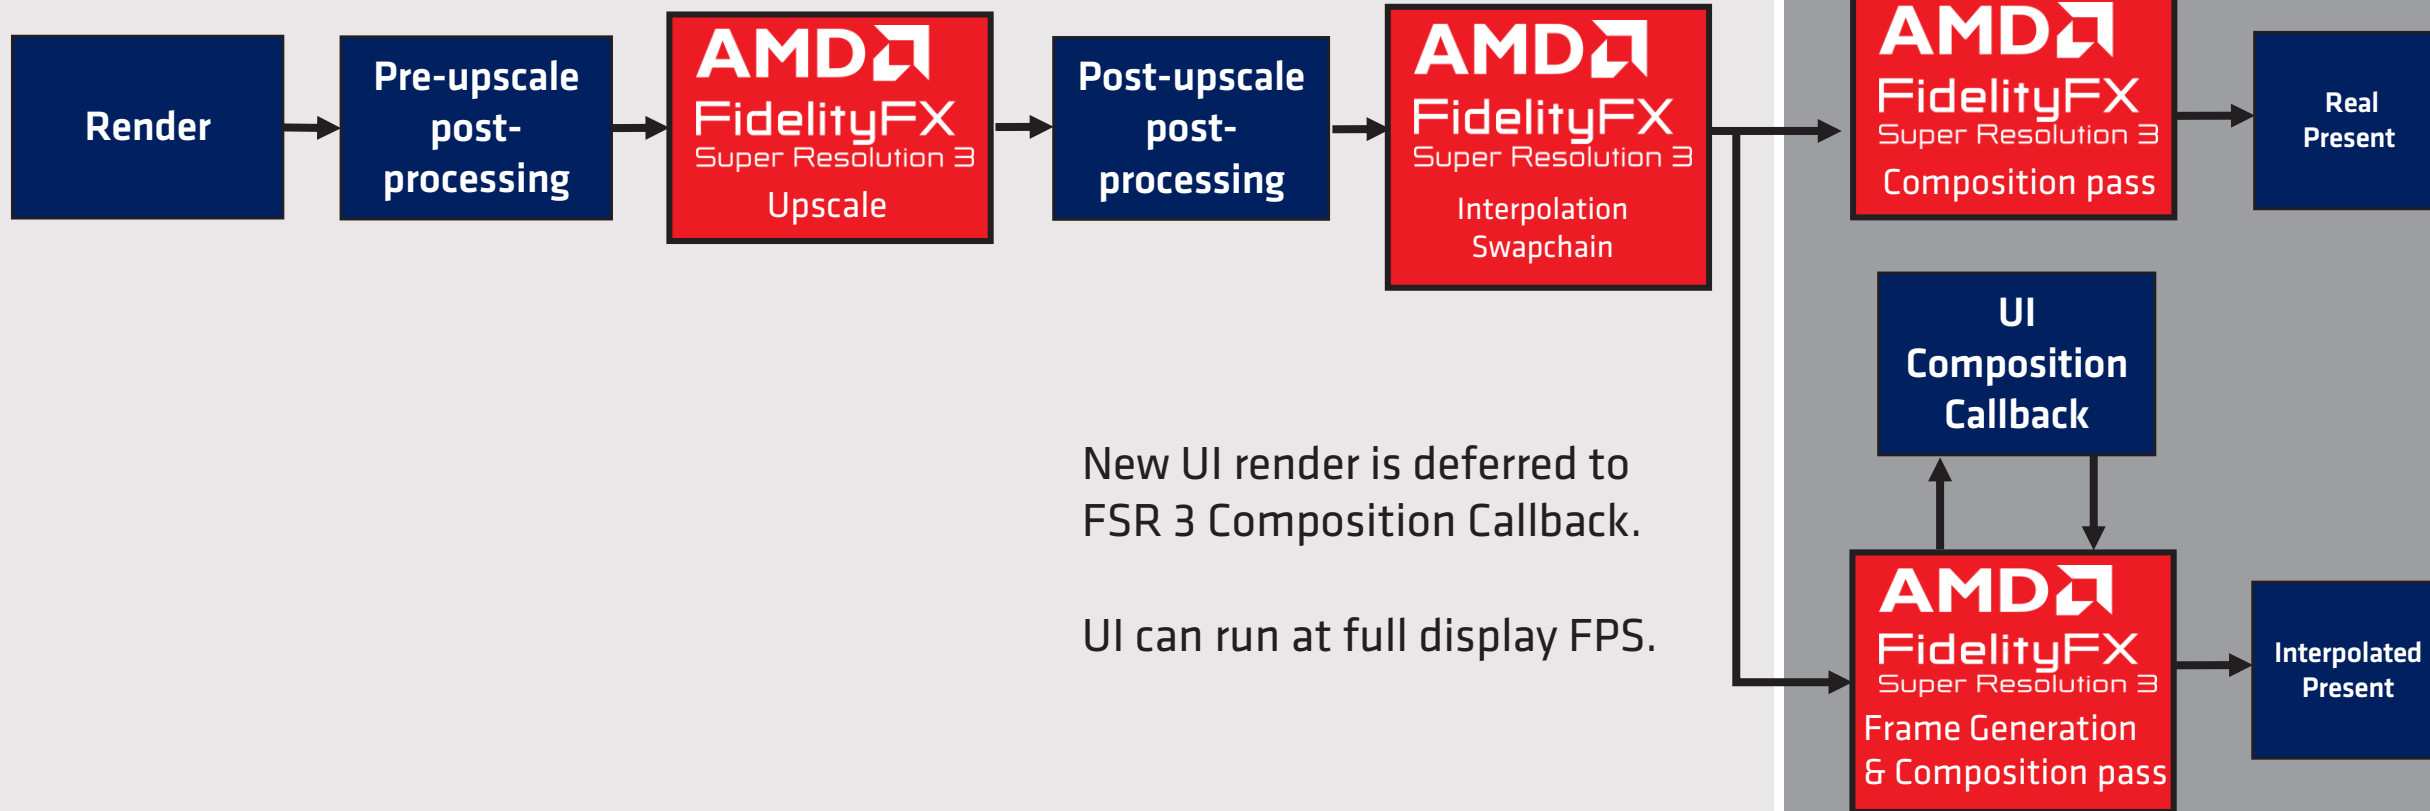 Render
Pre-upscale
post-
processing
AMD
FidelityFX
Super Resolution 3
Upscale
Post-upscale
post-
processing
AMD
FidelityFX
Super Resolution 3
Interpolation
Swapchain
AMD
FidelityFX
Super Resolution 3
Composition pass
Real
Present
UI
Composition
Callback
New UI render is deferred to
FSR 3 Composition Callback.
UI can run at full display FPS.
AMD
FidelityFX
Super Resolution 3
Frame Generation
& Composition pass
Interpolated
Present